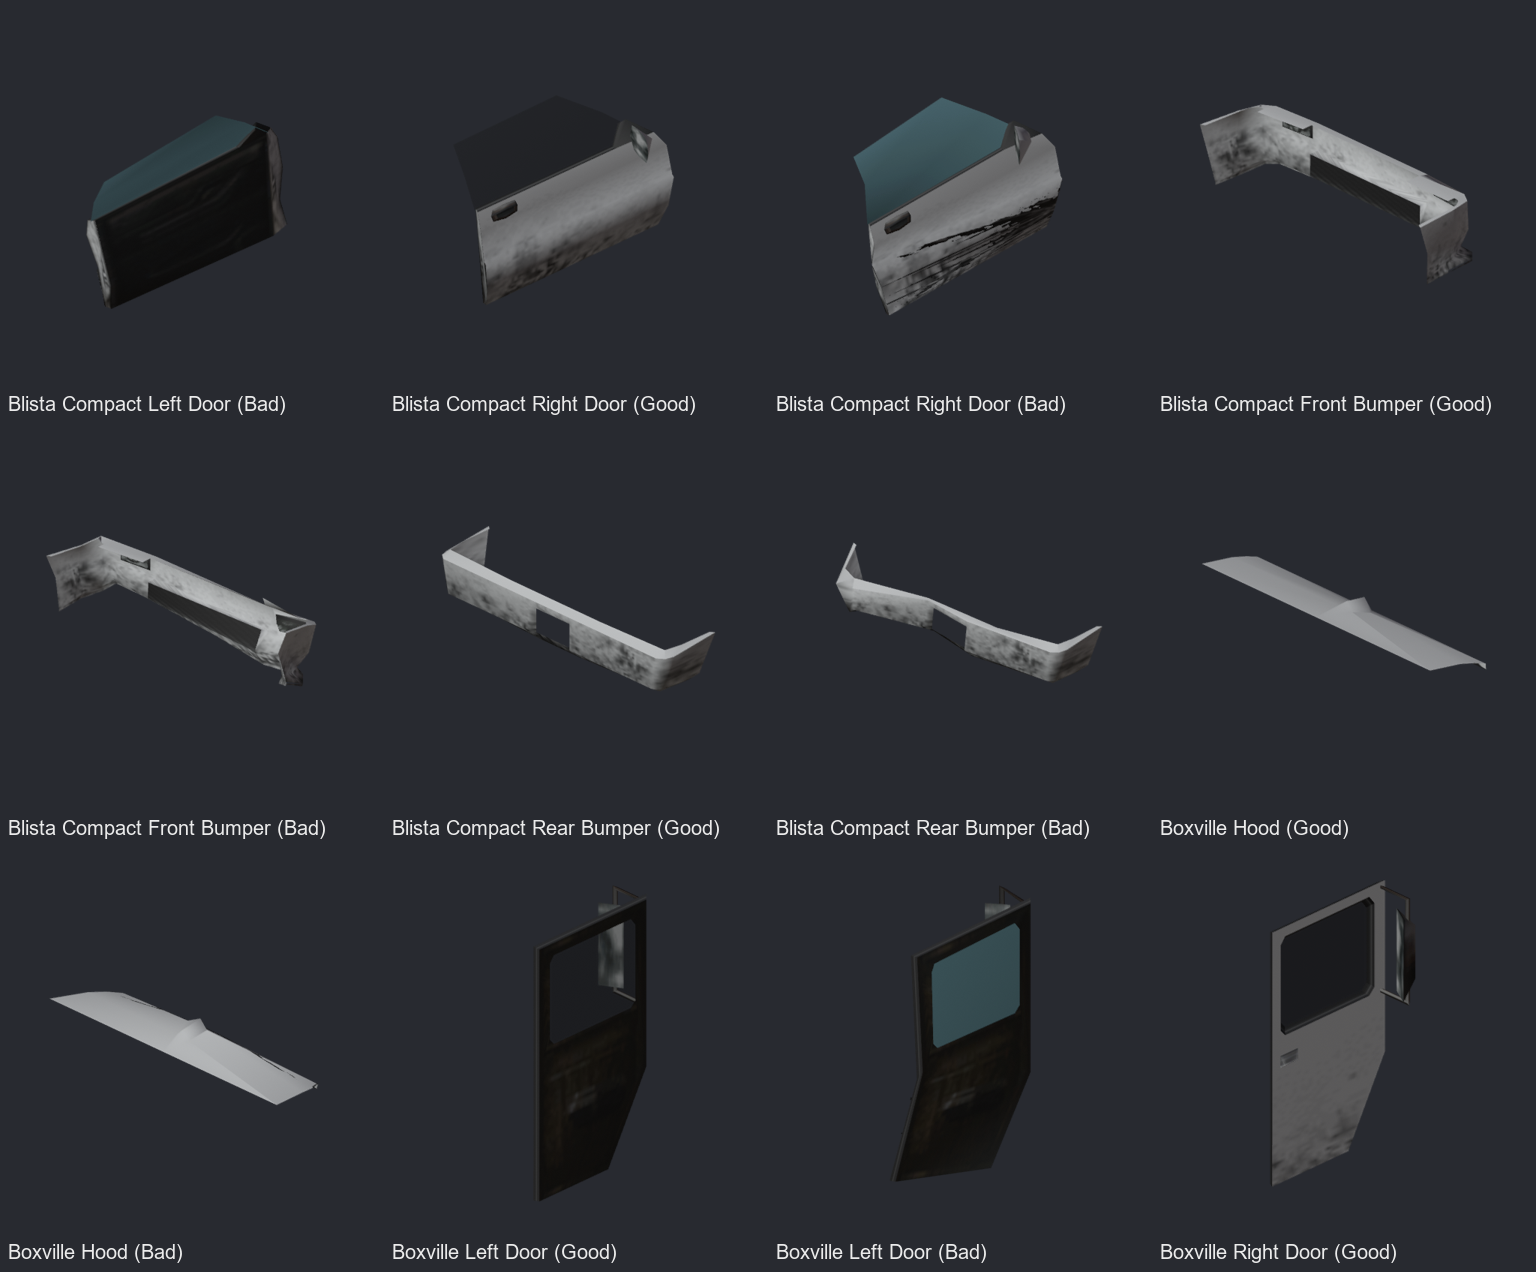 Blista Compact Left Door (Bad)
Blista Compact Right Door (Good)
Blista Compact Right Door (Bad)
Blista Compact Front Bumper (Good)
Blista Compact Front Bumper (Bad)
Blista Compact Rear Bumper (Good)
Blista Compact Rear Bumper (Bad)
Boxville Hood (Good)
Boxville Hood (Bad)
Boxville Left Door (Good)
Boxville Left Door (Bad)
Boxville Right Door (Good)